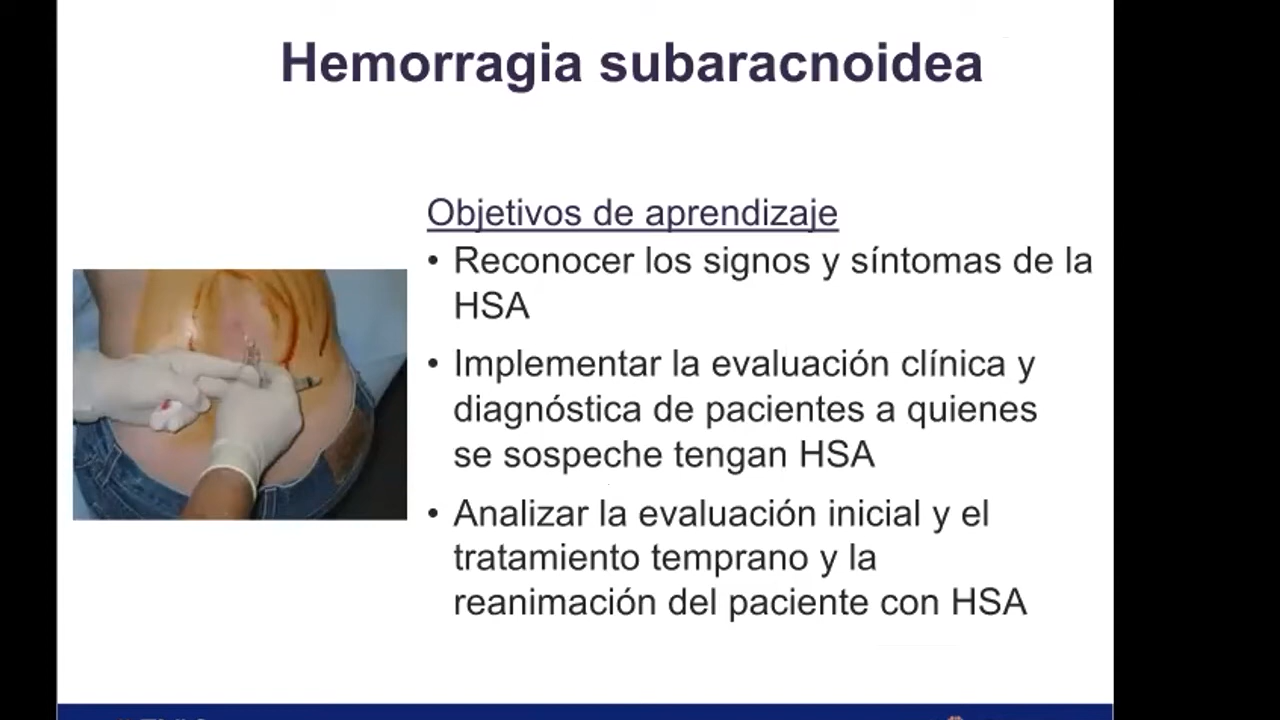 Hemorragia subaracnoidea
Objetivos de aprendizaje
• Reconocer los signos y síntomas de la
HSA
• Implementar la evaluación clínica y
diagnóstica de pacientes a quienes
se sospeche tengan HSA
• Analizar la evaluación inicial y el
tratamiento temprano y la
reanimación del paciente con HSA